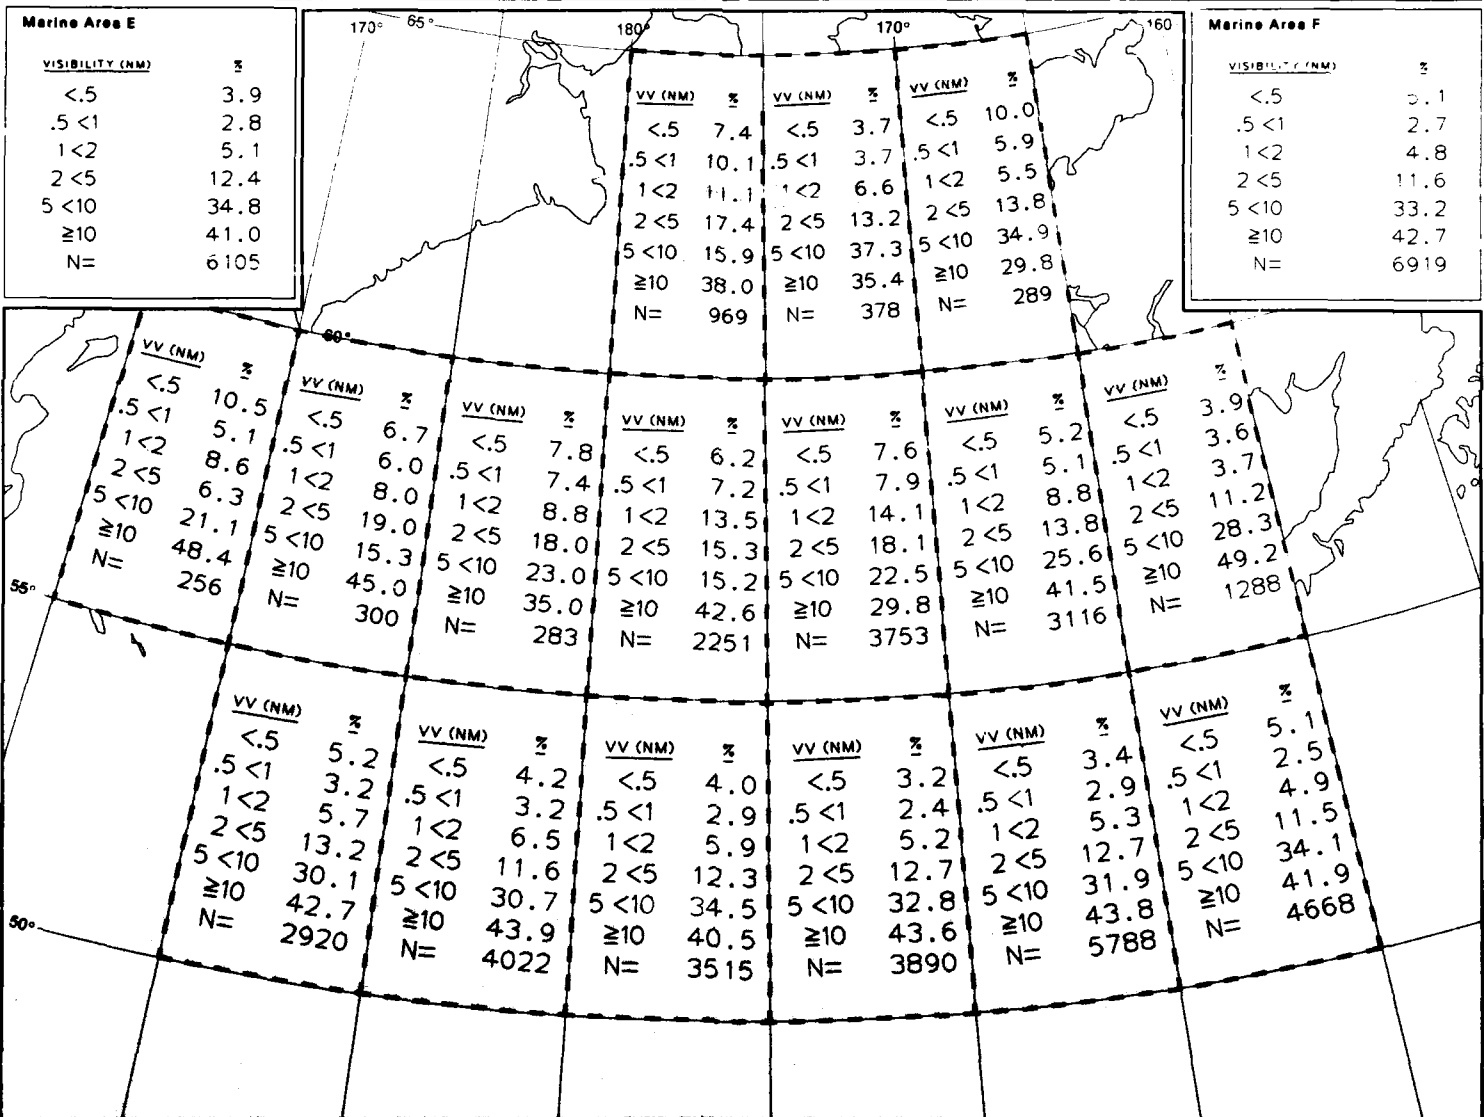 Marine Area E
VISIBILITY (NM) %
<.5 3.9
.5 <1 2.8
1<2 5.1
2 <5 12.4
5 <10 34.8
≧10 41.0
N= 6105
170° 65° 180° 170° 160
Marine Area F
VISIBILITY (NM) %
<.5 .1
.5 <1 2.7
1<2 4.8
2 <5 11.6
5 <10 33.2
≧10 42.7
N= 6919
VV (NM) %
<.5 7.4
.5 <1 10.1
1<2 11.1
2 <5 17.4
5 <10 15.9
≧10 38.0
N= 969
VV (NM) %
<.5 3.7
.5 <1 3.7
1<2 6.6
2 <5 13.2
5 <10 37.3
≧10 35.4
N= 378
VV (NM) %
<.5 10.0
.5 <1 5.9
1<2 5.5
2 <5 13.8
5 <10 34.9
≧10 29.8
N= 289
60°
VV (NM) %
<.5 10.5
.5 <1 5.1
1<2 8.6
2 <5 6.3
5 <10 21.1
≧10 48.4
N= 256
VV (NM) %
<.5 6.7
.5 <1 6.0
1<2 8.0
2 <5 19.0
5 <10 15.3
≧10 45.0
N= 300
VV (NM) %
<.5 7.8
.5 <1 7.4
1<2 8.8
2 <5 18.0
5 <10 23.0
≧10 35.0
N= 283
VV (NM) %
<.5 6.2
.5 <1 7.2
1<2 13.5
2 <5 15.3
5 <10 15.2
≧10 42.6
N= 2251
VV (NM) %
<.5 7.6
.5 <1 7.9
1<2 14.1
2 <5 18.1
5 <10 22.5
≧10 29.8
N= 3753
VV (NM) %
<.5 5.2
.5 <1 5.1
1<2 8.8
2 <5 13.8
5 <10 25.6
≧10 41.5
N= 3116
VV (NM) %
<.5 3.9
.5 <1 3.6
1<2 3.7
2 <5 11.2
5 <10 28.3
≧10 49.2
N= 1288
55°
VV (NM) %
<.5 5.2
.5 <1 3.2
1<2 5.7
2 <5 13.2
5 <10 30.1
≧10 42.7
N= 2920
VV (NM) %
<.5 4.2
.5 <1 3.2
1<2 6.5
2 <5 11.6
5 <10 30.7
≧10 43.9
N= 4022
VV (NM) %
<.5 4.0
.5 <1 2.9
1<2 5.9
2 <5 12.3
5 <10 34.5
≧10 40.5
N= 3515
VV (NM) %
<.5 3.2
.5 <1 2.4
1<2 5.2
2 <5 12.7
5 <10 32.8
≧10 43.6
N= 3890
VV (NM) %
<.5 3.4
.5 <1 2.9
1<2 5.3
2 <5 12.7
5 <10 31.9
≧10 43.8
N= 5788
VV (NM) %
<.5 5.1
.5 <1 2.5
1<2 4.9
2 <5 11.5
5 <10 34.1
≧10 41.9
N= 4668
50°